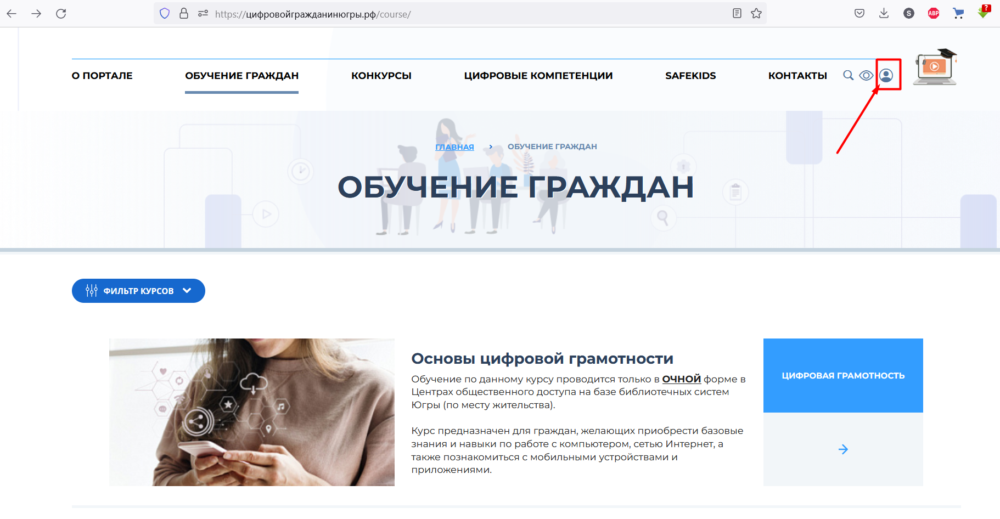 https://цифровойгражданинюгры.рф/course/
S
ABP
?
О ПОРТАЛЕ
ОБУЧЕНИЕ ГРАЖДАН
КОНКУРСЫ
ЦИФРОВЫЕ КОМПЕТЕНЦИИ
SAFEKIDS
КОНТАКТЫ
ГЛАВНАЯ > ОБУЧЕНИЕ ГРАЖДАН
ОБУЧЕНИЕ ГРАЖДАН
ФИЛЬТР КУРСОВ
Основы цифровой грамотности
Обучение по данному курсу проводится только в ОЧНОЙ форме в
Центрах общественного доступа на базе библиотечных систем
Югры (по месту жительства).
Курс предназначен для граждан, желающих приобрести базовые
знания и навыки по работе с компьютером, сетью Интернет, а
также познакомиться с мобильными устройствами и
приложениями.
ЦИФРОВАЯ ГРАМОТНОСТЬ